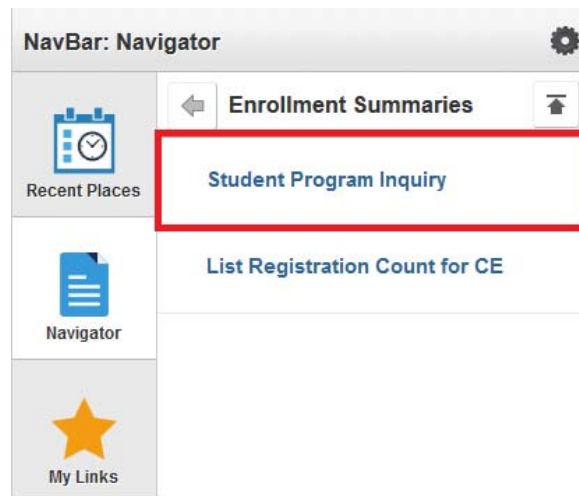 NavBar: Navigator
Enrollment Summaries
Recent Places
Student Program Inquiry
List Registration Count for CE
Navigator
My Links